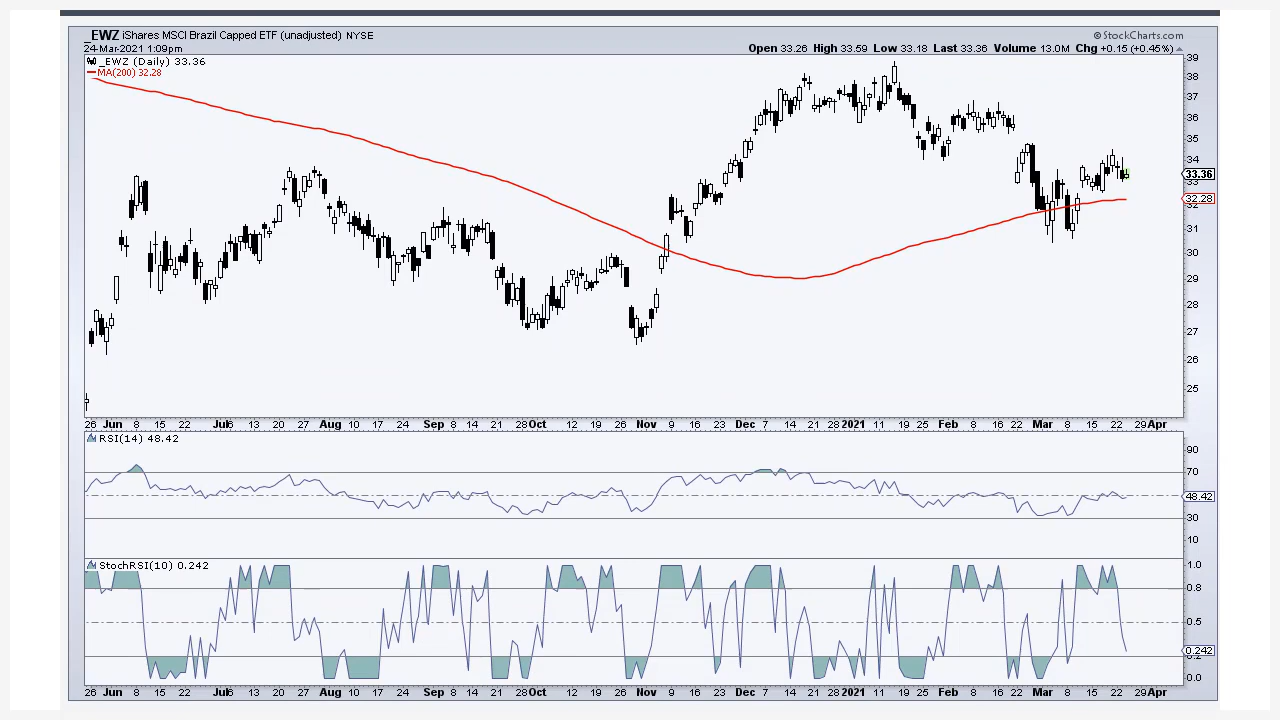 _EWZ iShares MSCI Brazil Capped ETF (unadjusted) NYSE
© StockCharts.com
24-Mar-2021 1:09pm
Open 33.26 High 33.59 Low 33.18 Last 33.36 Volume 13.0M Chg +0.15 (+0.45%)
_EWZ (Daily) 33.36
MA(200) 32.28
39
38
37
36
35
34
33.36
33
32.28
31
30
29
28
27
26
25
26 Jun 8 15 22 Jul 6 13 20 27 Aug 10 17 24 Sep 8 14 21 Oct 12 19 26 Nov 9 16 23 Dec 7 14 21 2021 11 19 25 Feb 8 16 22 Mar 8 15 22 29 Apr
RSI(14) 48.42
90
70
48.42
30
10
StochRSI(10) 0.242
1.0
0.8
0.5
0.242
0.2
0.0
26 Jun 8 15 22 Jul 6 13 20 27 Aug 10 17 24 Sep 8 14 21 Oct 12 19 26 Nov 9 16 23 Dec 7 14 21 2021 11 19 25 Feb 8 16 22 Mar 8 15 22 29 Apr